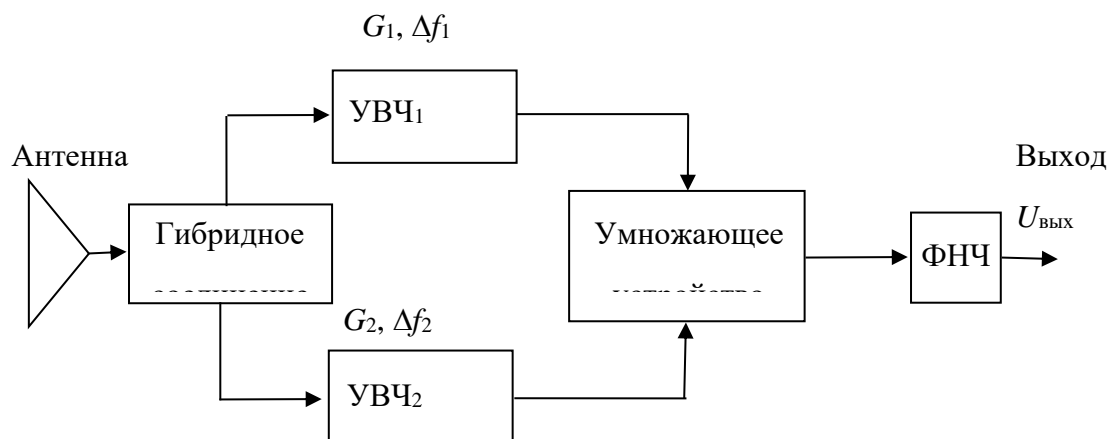 G₁, Δf₁
УВЧ₁
Антенна
Выход
Гибридное
Умножающее
Uвых
ФНЧ
G₂, Δf₂
УВЧ₂